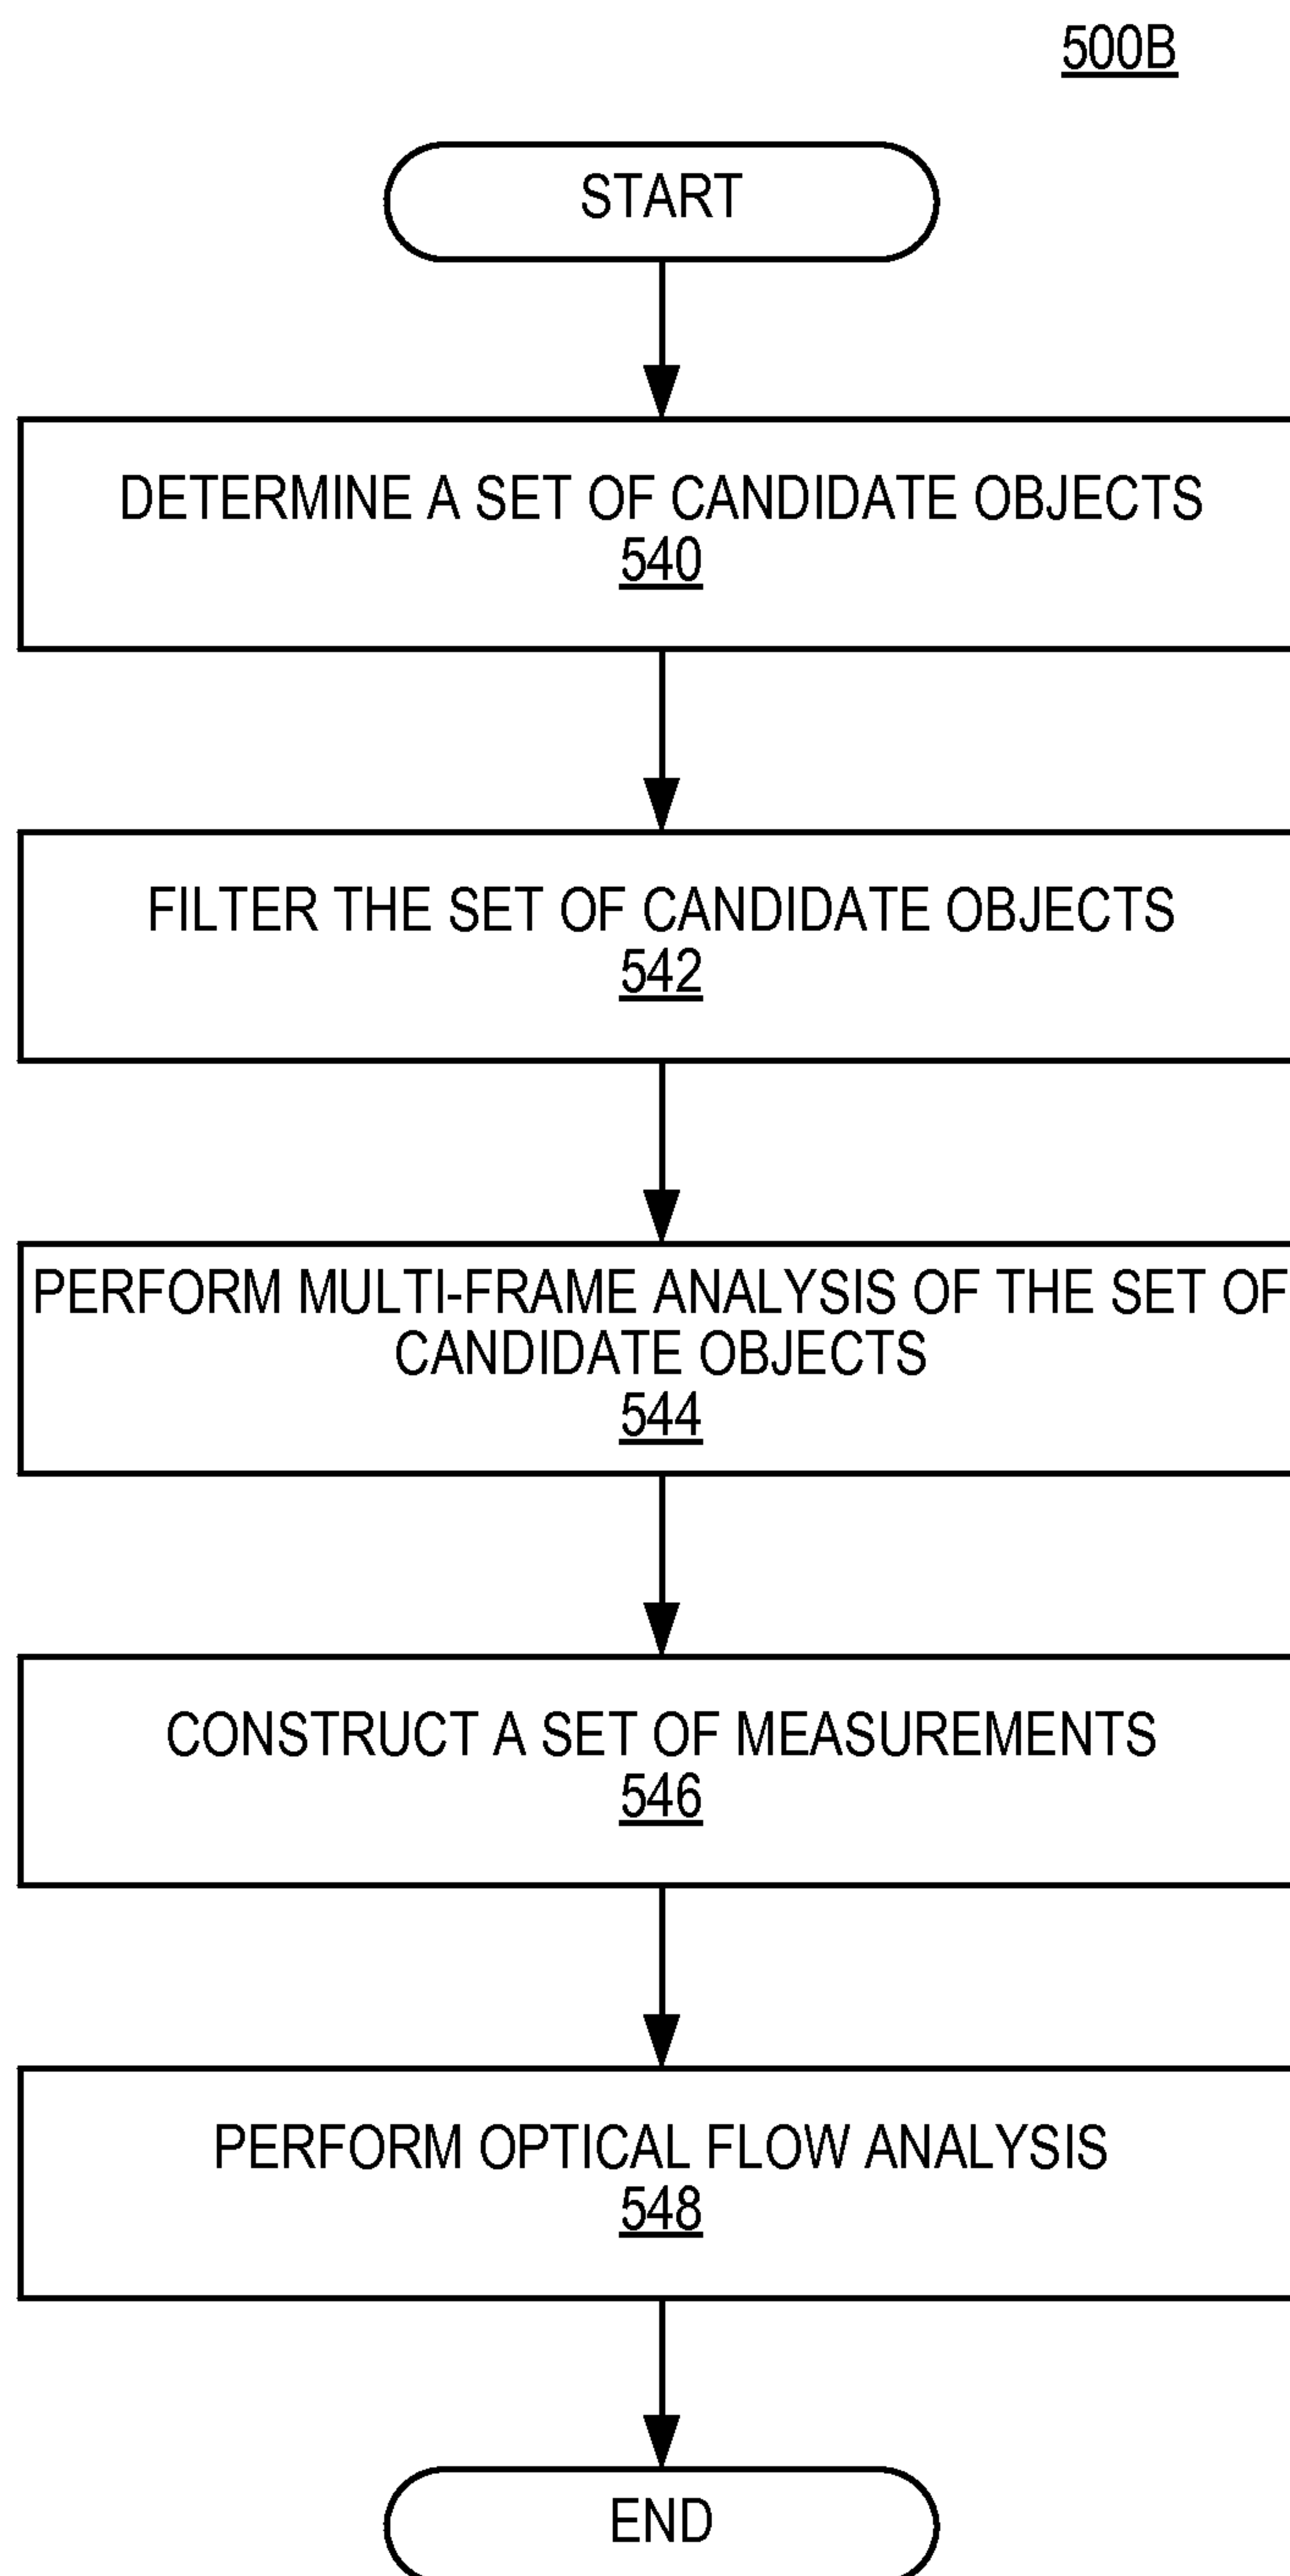 500B
START
DETERMINE A SET OF CANDIDATE OBJECTS
540
FILTER THE SET OF CANDIDATE OBJECTS
542
PERFORM MULTI-FRAME ANALYSIS OF THE SET OF
CANDIDATE OBJECTS
544
CONSTRUCT A SET OF MEASUREMENTS
546
PERFORM OPTICAL FLOW ANALYSIS
548
END